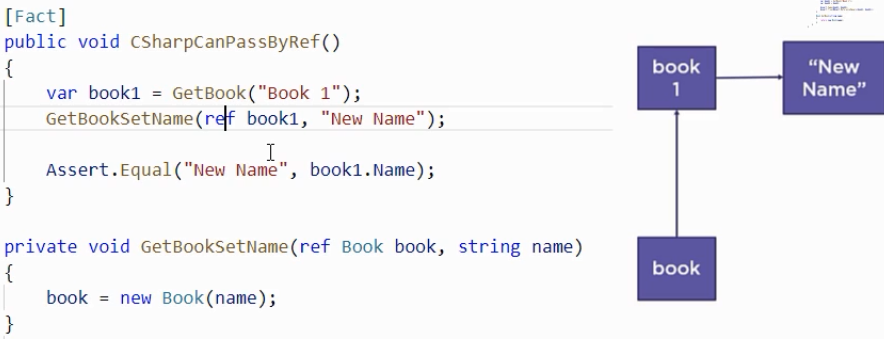 [Fact]
public void CSharpCanPassByRef()
{
var book1 = GetBook("Book 1");
GetBookSetName(ref book1, "New Name");
Assert.Equal("New Name", book1.Name);
}
private void GetBookSetName(ref Book book, string name)
{
book = new Book(name);
}
book
1
“New
Name”
book